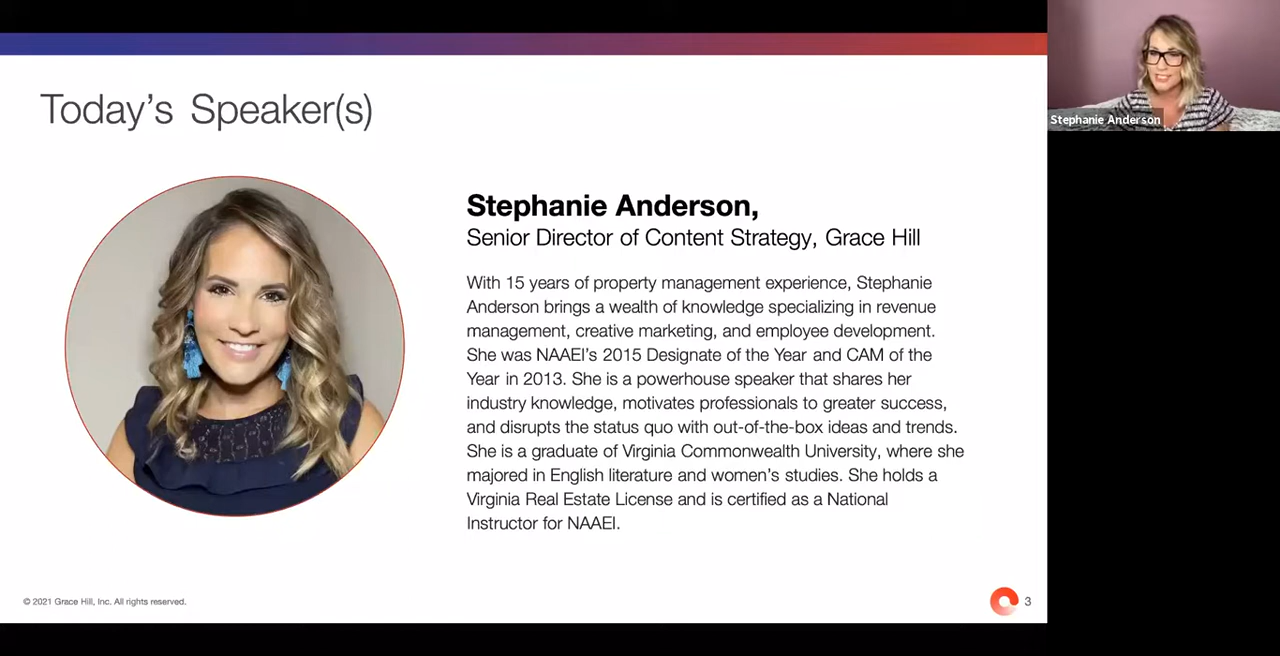 Today's Speaker(s)
Stephanie Anderson
Stephanie Anderson,
Senior Director of Content Strategy, Grace Hill
With 15 years of property management experience, Stephanie
Anderson brings a wealth of knowledge specializing in revenue
management, creative marketing, and employee development.
She was NAAEI's 2015 Designate of the Year and CAM of the
Year in 2013. She is a powerhouse speaker that shares her
industry knowledge, motivates professionals to greater success,
and disrupts the status quo with out-of-the-box ideas and trends.
She is a graduate of Virginia Commonwealth University, where she
majored in English literature and women's studies. She holds a
Virginia Real Estate License and is certified as a National
Instructor for NAAEI.
© 2021 Grace Hill, Inc. All rights reserved.
3